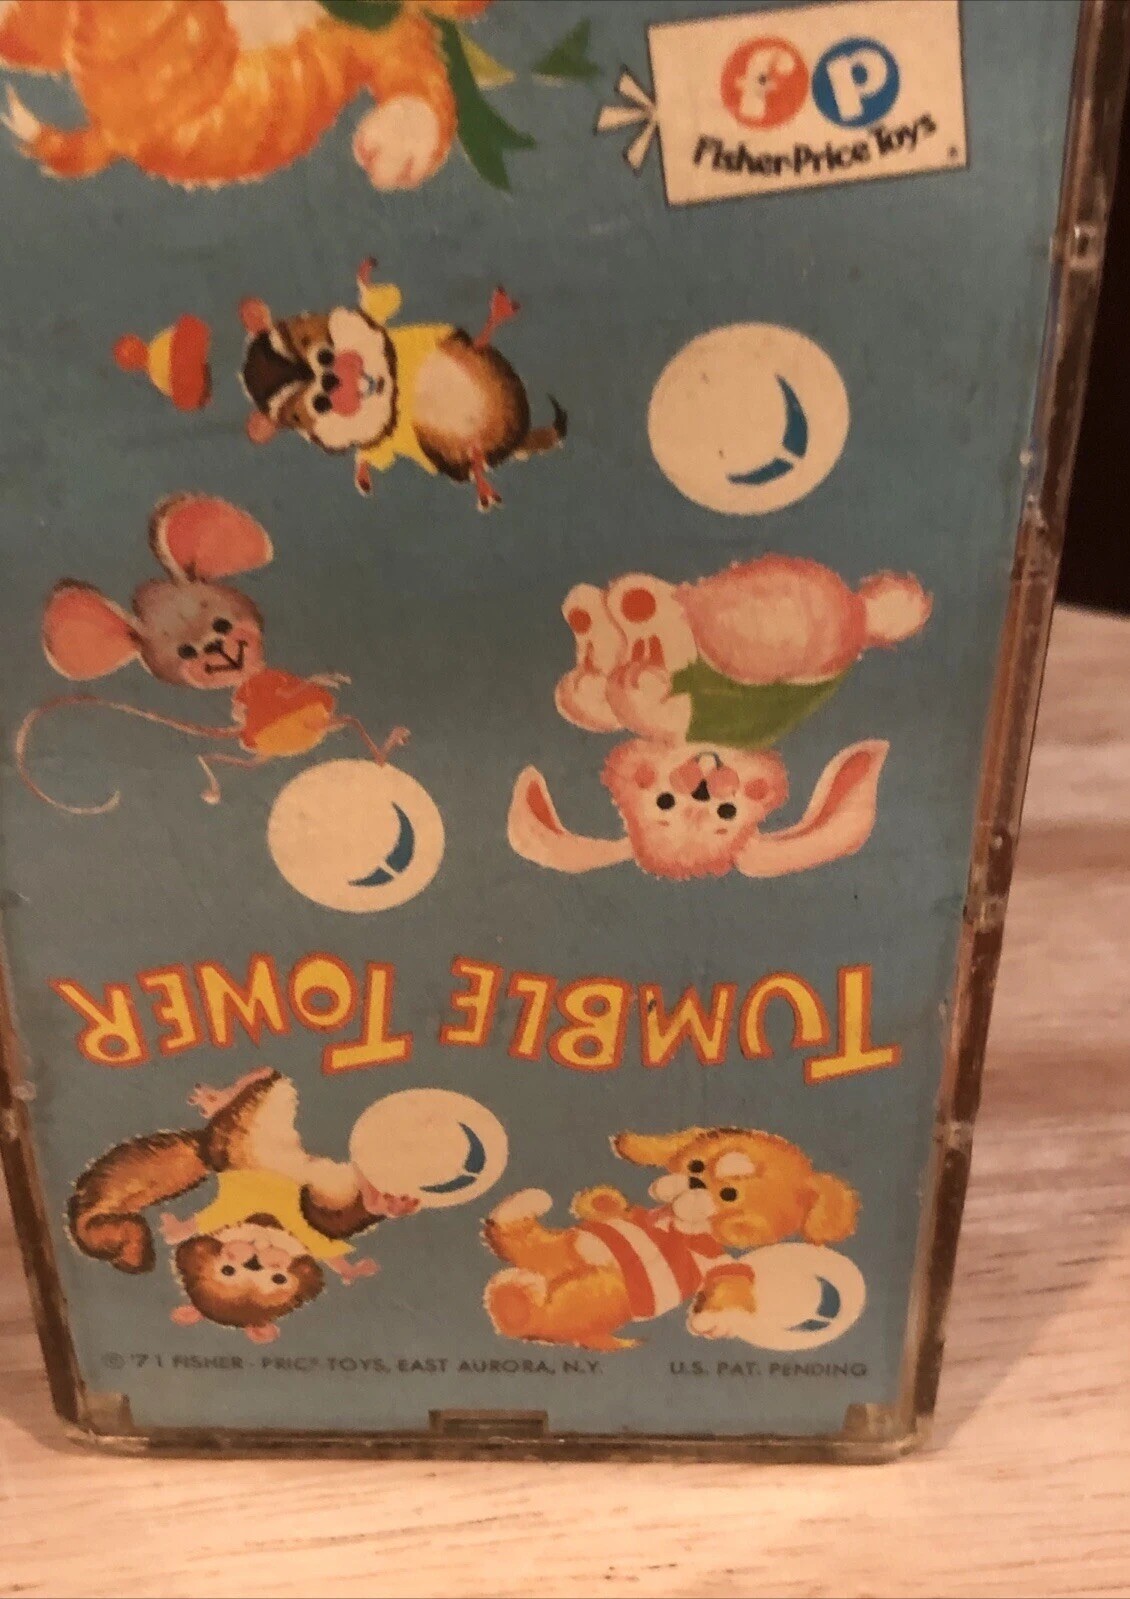 fp
Fisher-Price Toys
TUMBLE TOWER
© '71 FISHER-PRICE TOYS, EAST AURORA, N.Y. U.S. PAT. PENDING